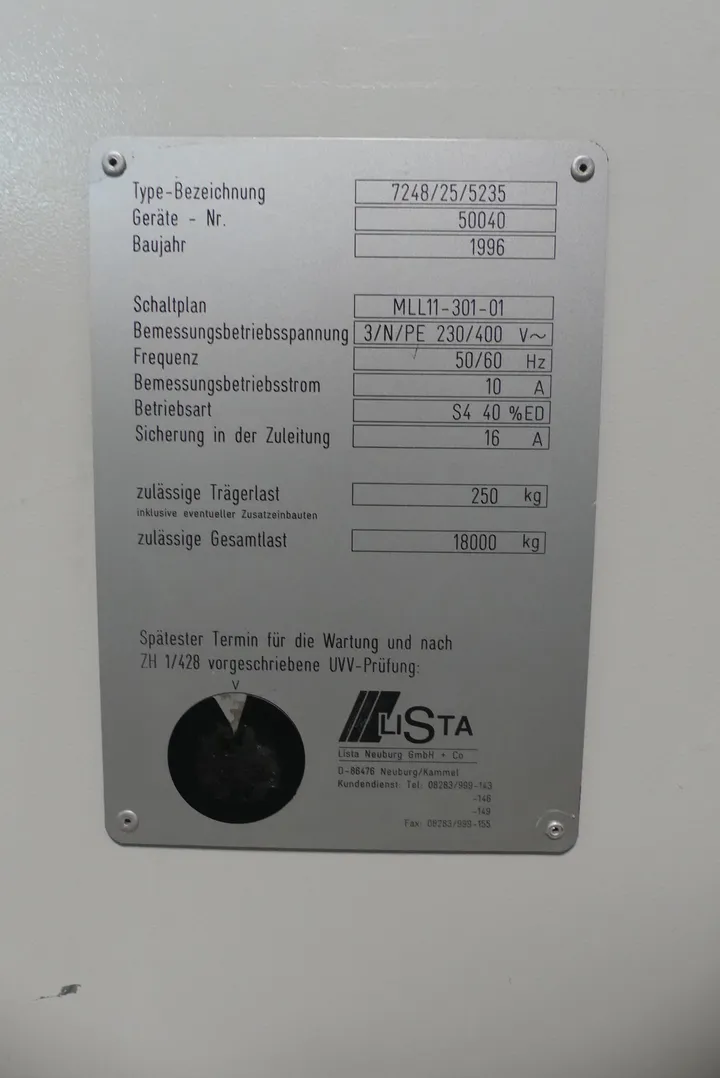 Type-Bezeichnung 7248/25/5235
Geräte - Nr. 50040
Baujahr 1996
Schaltplan MLL11-301-01
Bemessungsbetriebsspannung 3/N/PE 230/400 V~
Frequenz 50/60 Hz
Bemessungsbetriebsstrom 10 A
Betriebsart S4 40 %ED
Sicherung in der Zuleitung 16 A
zulässige Trägerlast 250 kg
inklusive eventueller Zusatzeinbauten
zulässige Gesamtlast 18000 kg
Spätester Termin für die Wartung und nach
ZH 1/428 vorgeschriebene UVV-Prüfung:
V
LISTA
Lista Neuburg GmbH + Co
D-86476 Neuburg/Kammel
Kundendienst: Tel: 08283/999-143
-148
-149
Fax: 08283/999-155